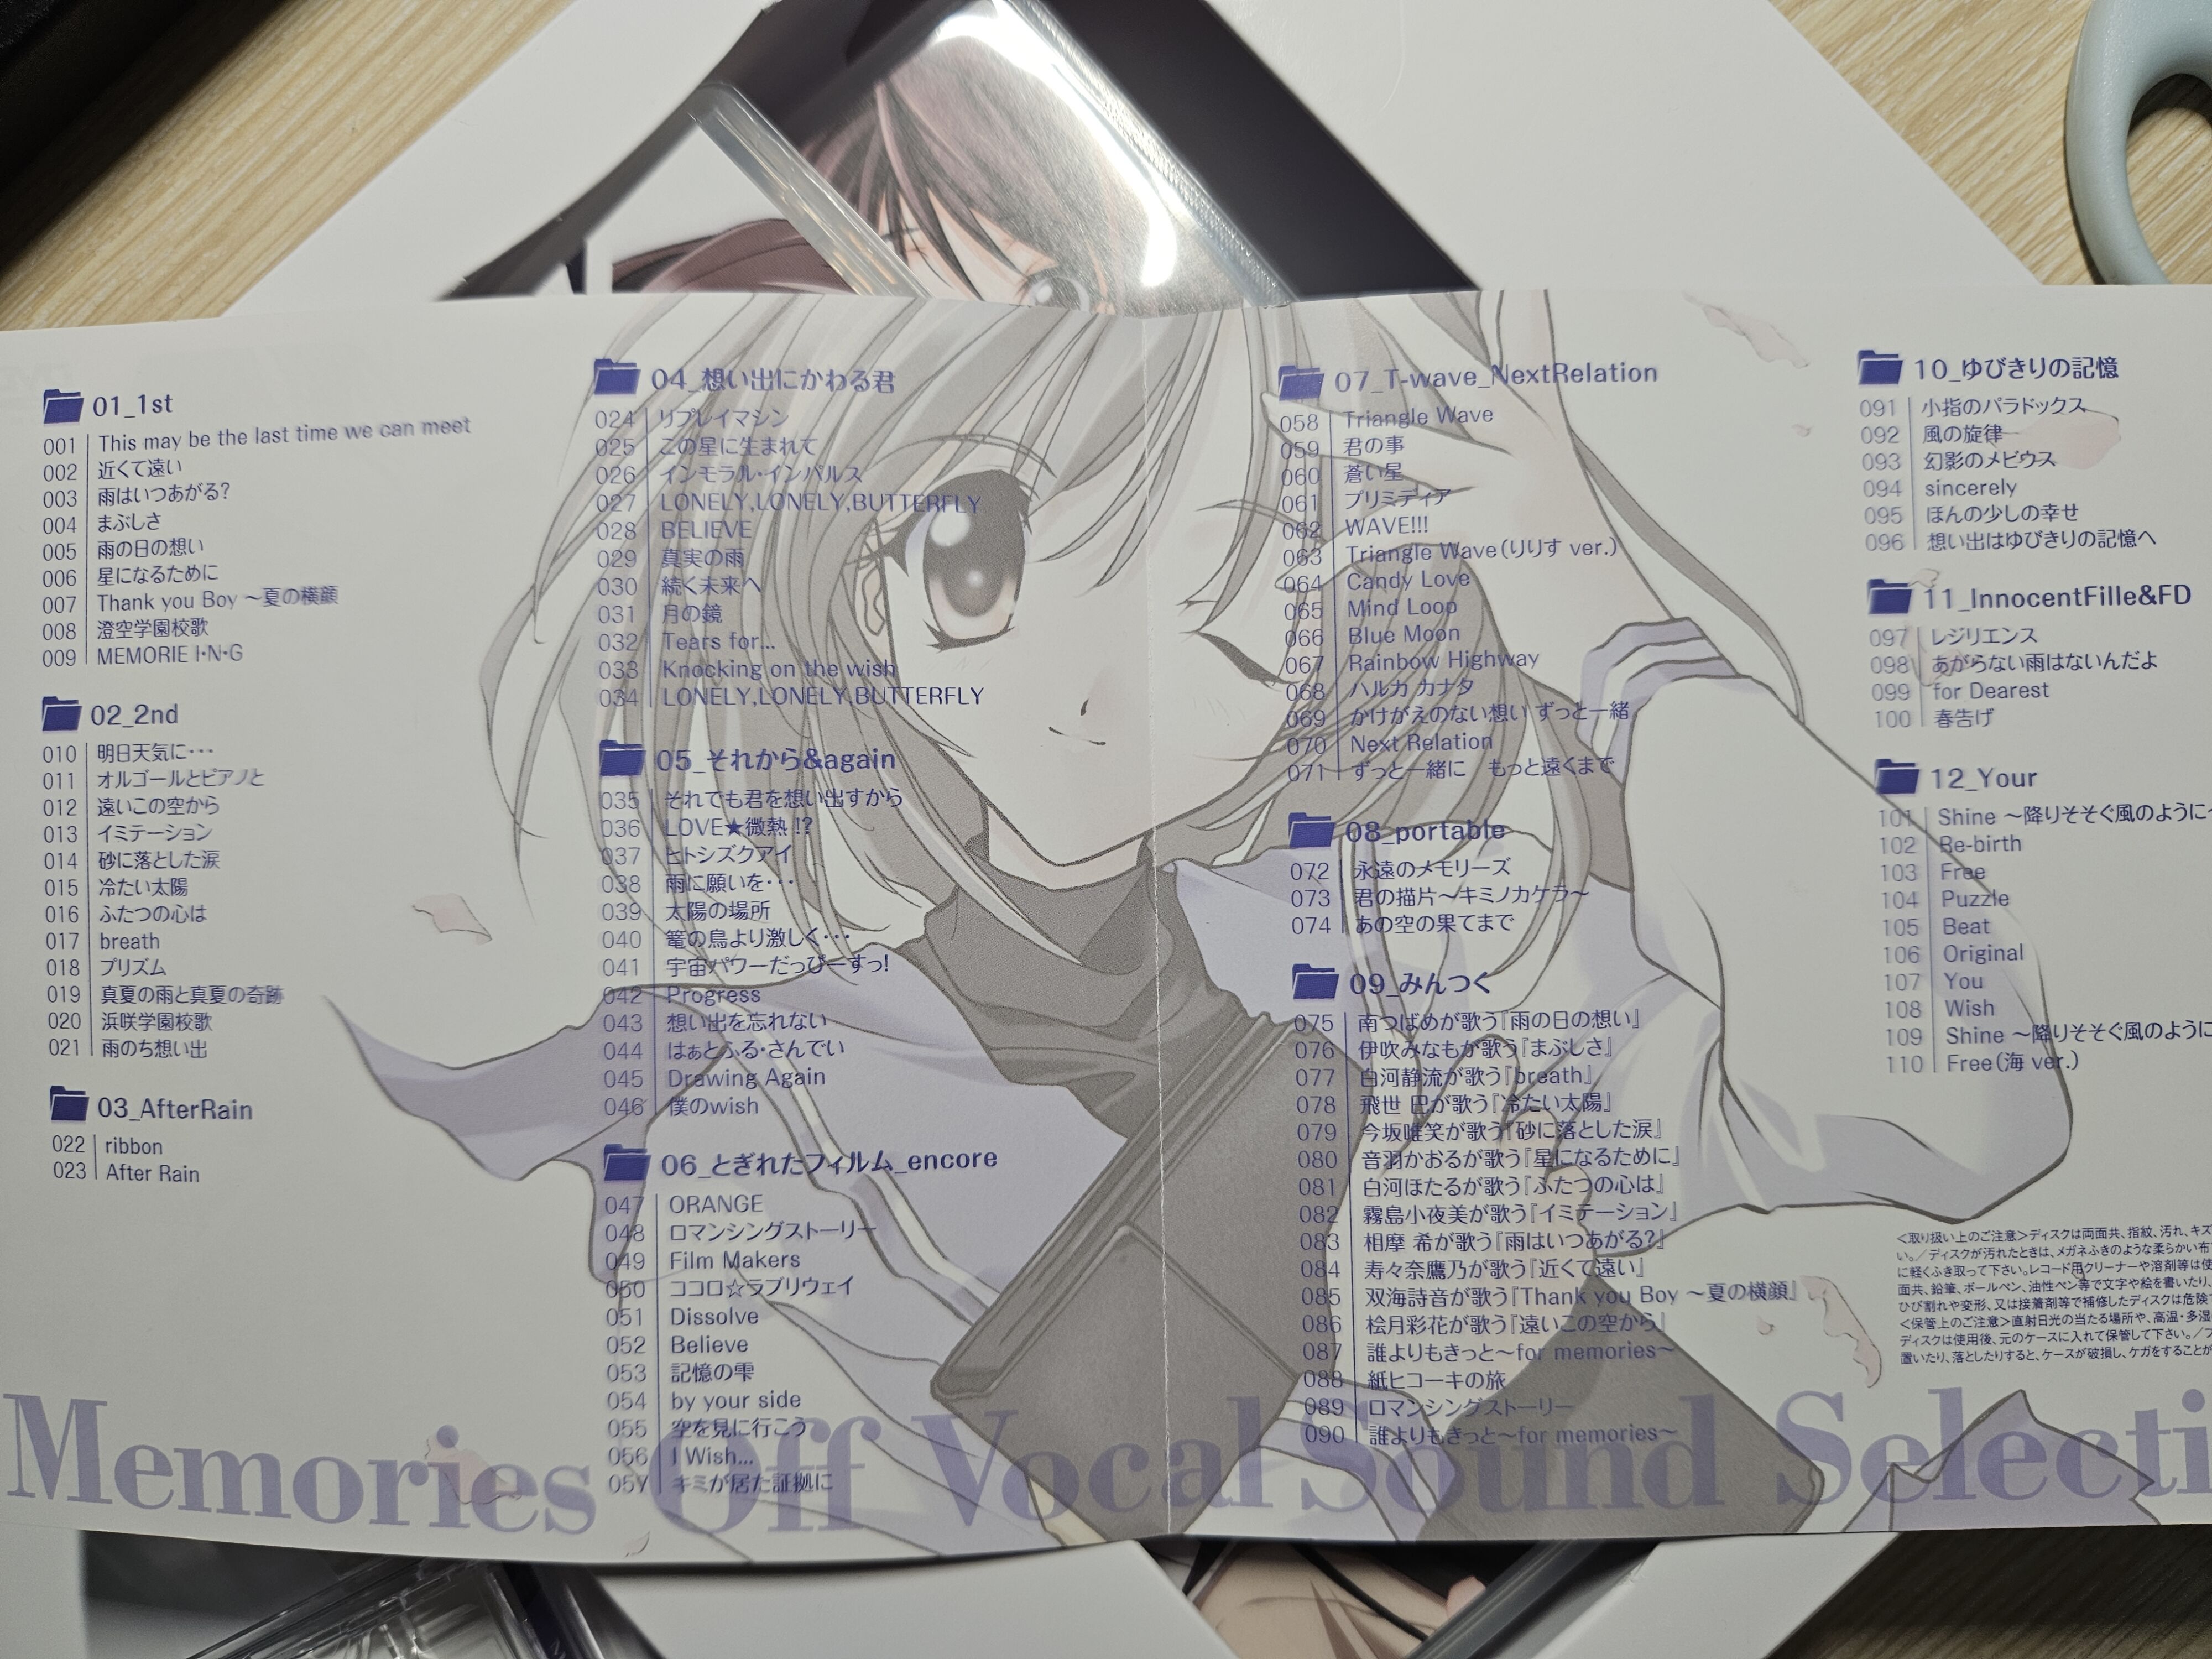 01_1st
001 This may be the last time we can meet
002 近くて遠い
003 雨はいつあがる?
004 まぶしさ
005 雨の日の想い
006 星になるために
007 Thank you Boy ～夏の横顔
008 澄空学園校歌
009 MEMORIE I・N・G
02_2nd
010 明日天気に・・・
011 オルゴールとピアノと
012 遠いこの空から
013 イミテーション
014 砂に落とした涙
015 冷たい太陽
016 ふたつの心は
017 breath
018 プリズム
019 真夏の雨と真夏の奇跡
020 浜咲学園校歌
021 雨のち想い出
03_AfterRain
022 ribbon
023 After Rain
04_想い出にかわる君
024 リプレイマシン
025 この星に生まれて
026 インモラル・インパルス
027 LONELY,LONELY,BUTTERFLY
028 BELIEVE
029 真実の雨
030 続く未来へ
031 月の鏡
032 Tears for...
033 Knocking on the wish
034 LONELY,LONELY,BUTTERFLY
05_それから&again
035 それでも君を想い出すから
036 LOVE★微熱!?
037 ヒトシズクアイ
038 雨に願いを・・・
039 太陽の場所
040 篭の鳥より激しく・・・
041 宇宙パワーだっぴーすっ!
042 Progress
043 想い出を忘れない
044 はぁとふる・さんでい
045 Drawing Again
046 僕のwish
06_とぎれたフィルム_encore
047 ORANGE
048 ロマンシングストーリー
049 Film Makers
050 ココロ☆ラブリウェイ
051 Dissolve
052 Believe
053 記憶の雫
054 by your side
055 空を見に行こう
056 I Wish...
057 キミが居た証拠に
07_T-wave_NextRelation
058 Triangle Wave
059 君の事
060 蒼い星
061 プリミディア
062 WAVE!!!
063 Triangle Wave(りりす ver.)
064 Candy Love
065 Mind Loop
066 Blue Moon
067 Rainbow Highway
068 ハルカ カナタ
069 かけがえのない想い ずっと一緒
070 Next Relation
071 ずっと一緒に もっと遠くまで
08_portable
072 永遠のメモリーズ
073 君の描片～キミノカケラ～
074 あの空の果てまで
09_みんつく
075 南つばめが歌う『雨の日の想い』
076 伊吹みなもが歌う『まぶしさ』
077 白河静流が歌う『breath』
078 飛世 巴が歌う『冷たい太陽』
079 今坂唯笑が歌う『砂に落とした涙』
080 音羽かおるが歌う『星になるために』
081 白河ほたるが歌う『ふたつの心は』
082 霧島小夜美が歌う『イミテーション』
083 相摩 希が歌う『雨はいつあがる?』
084 寿々奈鷹乃が歌う『近くて遠い』
085 双海詩音が歌う『Thank you Boy ～夏の横顔』
086 桧月彩花が歌う『遠いこの空から』
087 誰よりもきっと～for memories～
088 紙ヒコーキの旅
089 ロマンシングストーリー
090 誰よりもきっと～for memories～
10_ゆびきりの記憶
091 小指のパラドックス
092 風の旋律
093 幻影のメビウス
094 sincerely
095 ほんの少しの幸せ
096 想い出はゆびきりの記憶へ
11_InnocentFille&FD
097 レジリエンス
098 あがらない雨はないんだよ
099 for Dearest
100 春告げ
12_Your
101 Shine ～降りそそぐ風のように～
102 Re-birth
103 Free
104 Puzzle
105 Beat
106 Original
107 You
108 Wish
109 Shine ～降りそそぐ風のように
110 Free(海 ver.)
＜取り扱い上のご注意＞ディスクは両面共、指紋、汚れ、キズ
い。／ディスクが汚れたときは、メガネふきのような柔らかい布
に軽くふき取って下さい。レコード用クリーナーや溶剤等は使
面共、鉛筆、ボールペン、油性ペン等で文字や絵を書いたり、
ひび割れや変形、又は接着剤等で補修したディスクは危険
＜保管上のご注意＞直射日光の当たる場所や、高温・多湿
ディスクは使用後、元のケースに入れて保管して下さい。／プ
置いたり、落としたりすると、ケースが破損し、ケガをすることが
Memories Off Vocal Sound Selecti